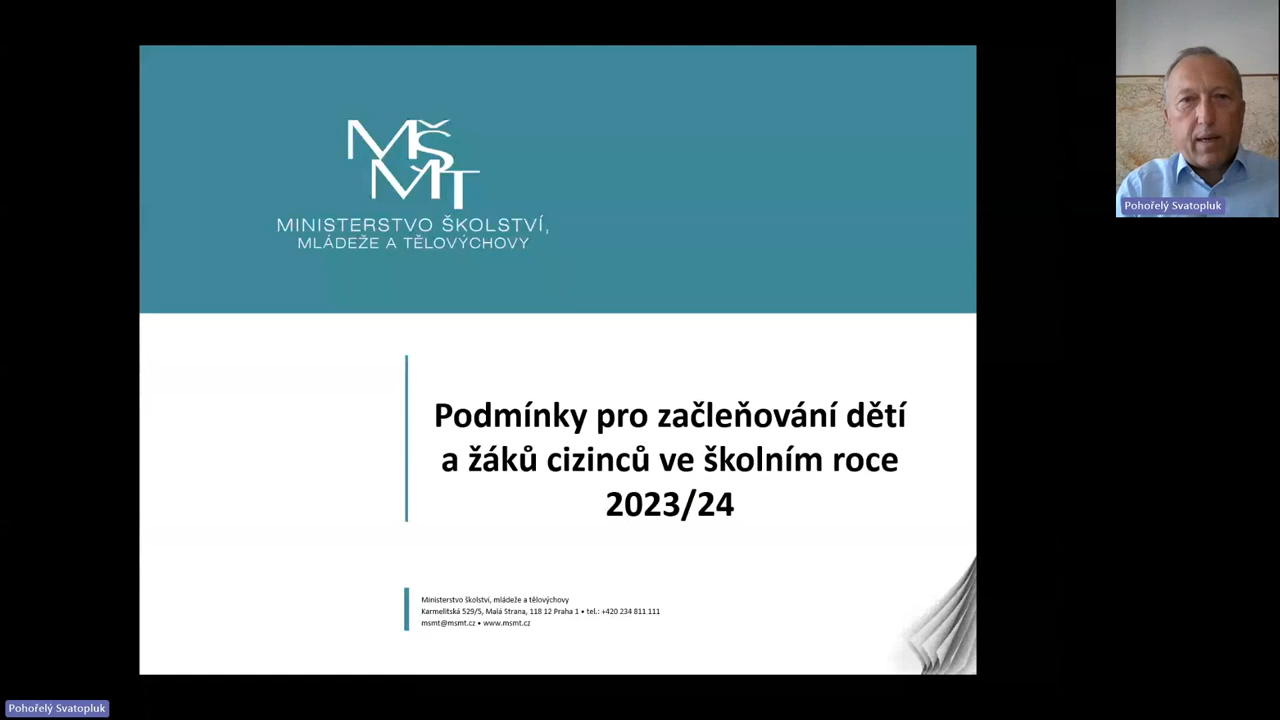 MŠMT
MINISTERSTVO ŠKOLSTVÍ,
MLÁDEŽE A TĚLOVÝCHOVY
Podmínky pro začleňování dětí
a žáků cizinců ve školním roce
2023/24
Ministerstvo školství, mládeže a tělovýchovy
Karmelitská 529/5, Malá Strana, 118 12 Praha 1 • tel.: +420 234 811 111
msmt@msmt.cz • www.msmt.cz
Pohořelý Svatopluk
Pohořelý Svatopluk